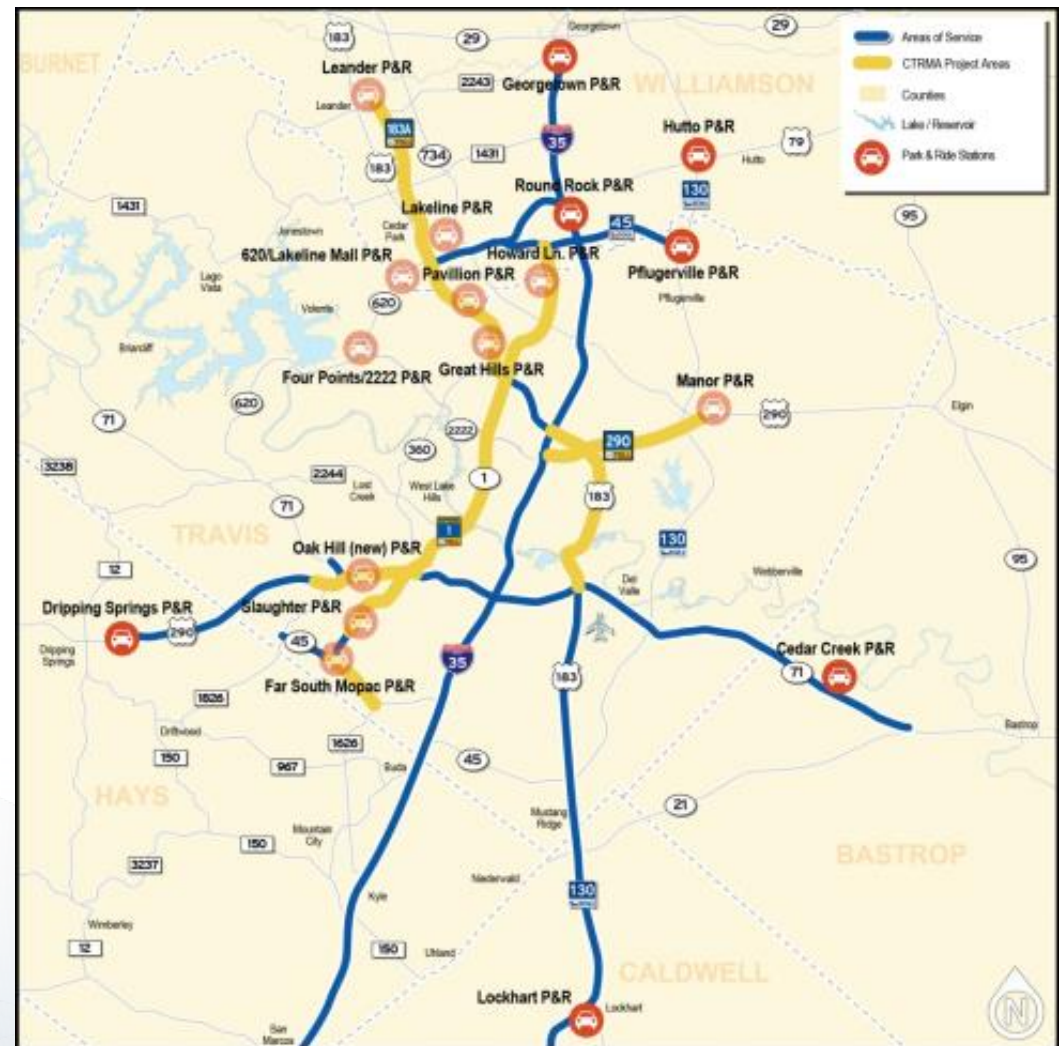 183
29
Georgetown
29
BURNET
Leander P&R
2243
Georgetown P&R
WILLIAMSON
Areas of Service
CTRMA Project Areas
Counties
Lake / Reservoir
Park & Ride Stations
Leander
183A
35
Hutto P&R
79
183
734
1431
Hutto
Round Rock P&R
130
1431
Lakeline P&R
95
Jonestown
Cedar
Park
45
620/Lakeline Mall P&R
Howard Ln. P&R
Pflugerville P&R
Lago
Vista
Pavillion P&R
Pflugerville
Volente
620
Briarcliff
Four Points/2222 P&R
Great Hills P&R
Manor P&R
620
290
Elgin
71
2222
290
3238
360
2244
Lost
Creek
West Lake
Hills
1
183
71
TRAVIS
1
130
Oak Hill (new) P&R
95
12
Webberville
Del
Valle
Dripping Springs P&R
Slaughter P&R
290
45
Dripping
Springs
35
183
Cedar Creek P&R
71
Far South Mopac P&R
1826
Driftwood
1626
Bastrop
150
967
Buda
45
HAYS
21
Mountain
City
Mustang
Ridge
150
BASTROP
3237
Niederwald
Kyle
130
Wimberley
12
150
Uhland
CALDWELL
Lockhart P&R
Lockhart
San
Marcos
N